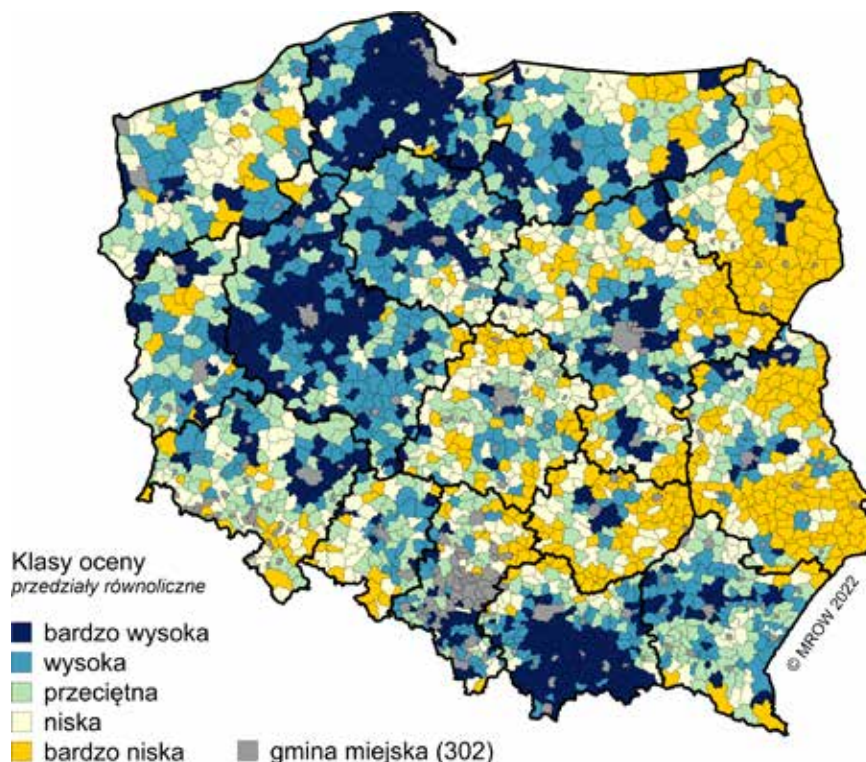 Klasy oceny
przedziały równoliczne
bardzo wysoka
wysoka
przeciętna
niska
bardzo niska
gmina miejska (302)
© MROW 2022